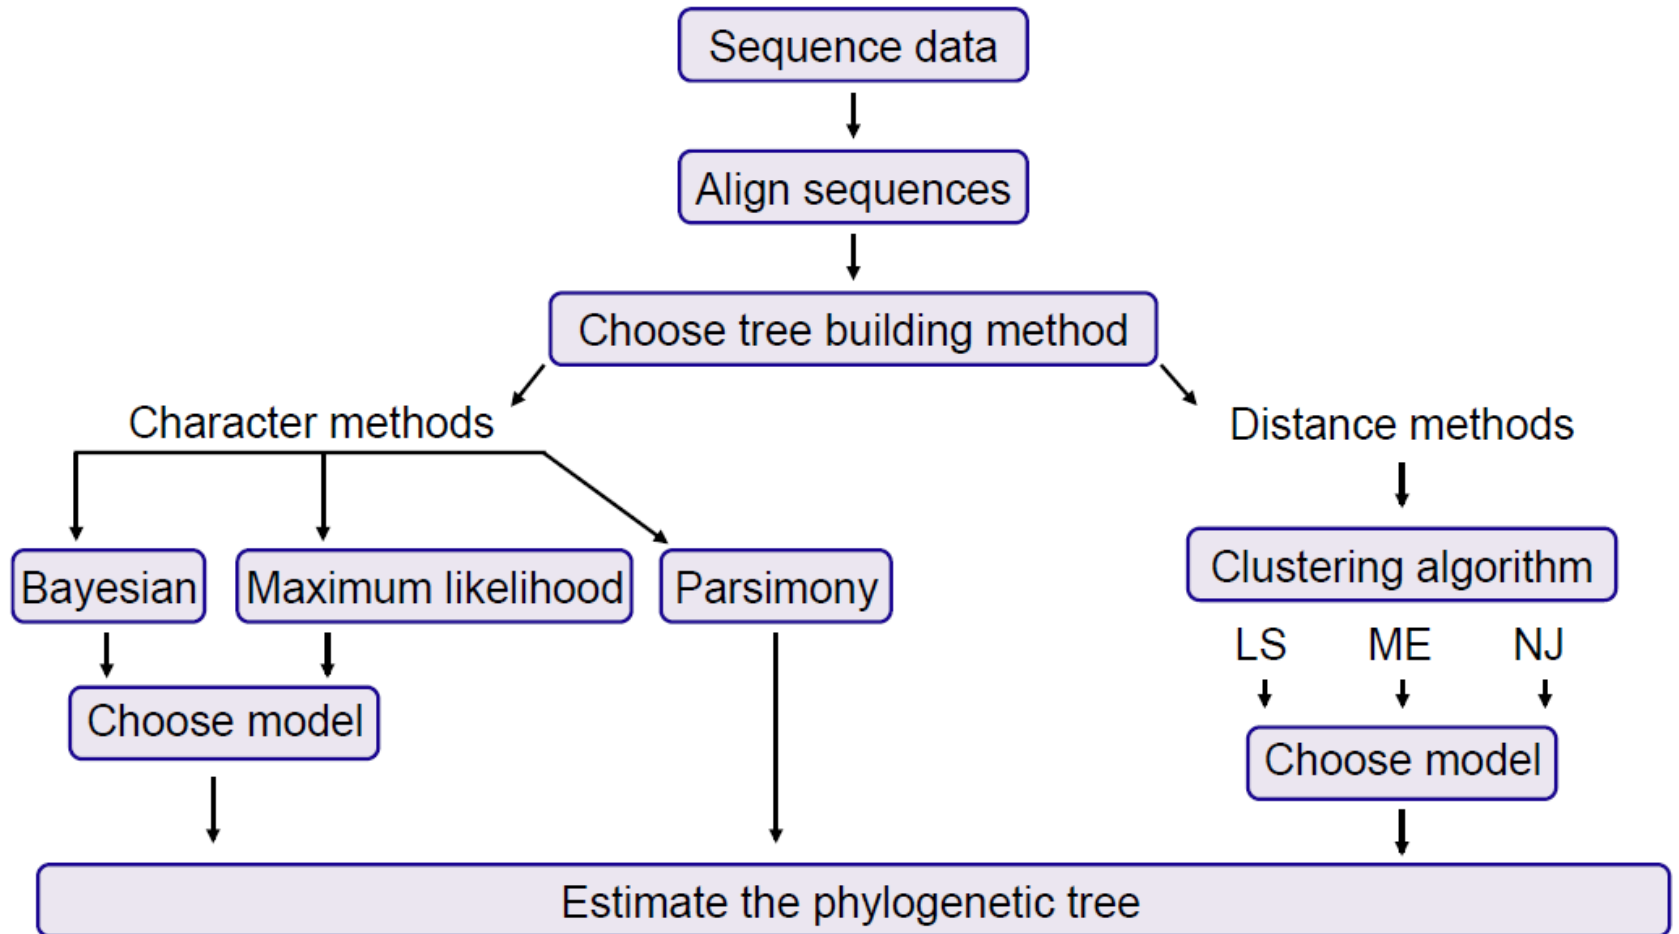 Sequence data
Align sequences
Choose tree building method
Character methods
Distance methods
Bayesian
Maximum likelihood
Parsimony
Clustering algorithm
LS
ME
NJ
Choose model
Choose model
Estimate the phylogenetic tree